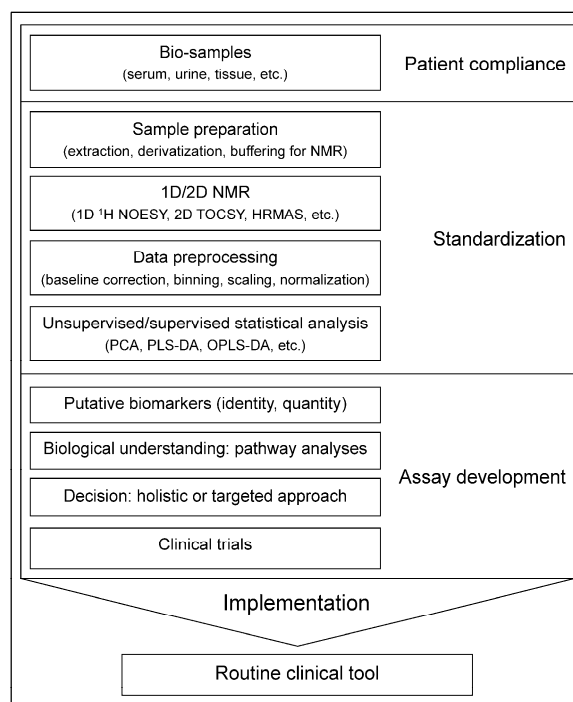 Bio-samples
(serum, urine, tissue, etc.)
Patient compliance
Sample preparation
(extraction, derivatization, buffering for NMR)
1D/2D NMR
(1D ¹H NOESY, 2D TOCSY, HRMAS, etc.)
Data preprocessing
(baseline correction, binning, scaling, normalization)
Unsupervised/supervised statistical analysis
(PCA, PLS-DA, OPLS-DA, etc.)
Standardization
Putative biomarkers (identity, quantity)
Biological understanding: pathway analyses
Decision: holistic or targeted approach
Clinical trials
Assay development
Implementation
Routine clinical tool